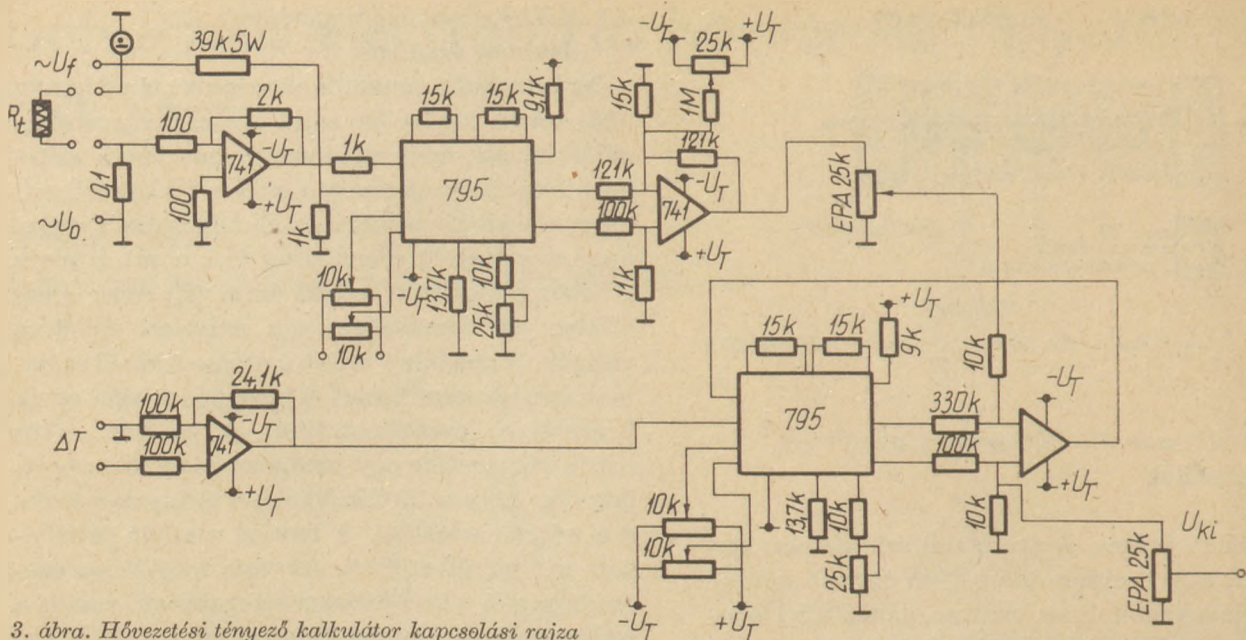 -U_T
+U_T
25k
~U_f
39k 5W
15k
15k
9,1k
15k
1M
R_t
2k
100
-U_T
741
1k
121k
0,1
100
+U_T
795
121k
-U_T
EPA 25k
100k
741
~U_0
1k
+U_T
10k
-U_T
13,7k
10k
11k
25k
10k
+U_T
15k
15k
9k
10k
24,1k
795
-U_T
100k
-U_T
330k
ΔT
741
100k
100k
+U_T
+U_T
10k
13,7k
10k
10k
U_ki
10k
25k
EPA 25k
-U_T
+U_T
3. ábra. Hővezetési tényező kalkulátor kapcsolási rajza